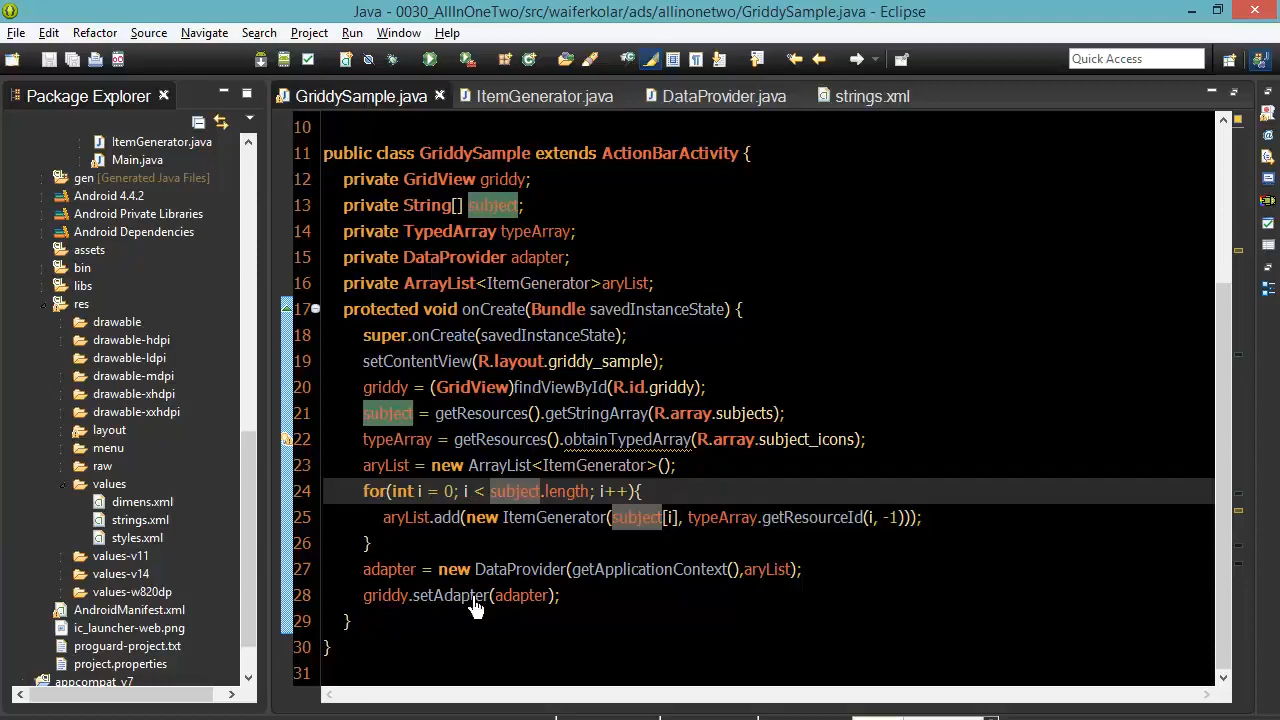 Java - 0030_AllInOneTwo/src/waiferkolar/ads/allinonetwo/GriddySample.java - Eclipse
File Edit Refactor Source Navigate Search Project Run Window Help
Quick Access
Package Explorer
GriddySample.java ItemGenerator.java DataProvider.java strings.xml
ItemGenerator.java
Main.java
gen [Generated Java Files]
Android 4.4.2
Android Private Libraries
Android Dependencies
assets
bin
libs
res
drawable
drawable-hdpi
drawable-ldpi
drawable-mdpi
drawable-xhdpi
drawable-xxhdpi
layout
menu
raw
values
dimens.xml
strings.xml
styles.xml
values-v11
values-v14
values-w820dp
AndroidManifest.xml
ic_launcher-web.png
proguard-project.txt
project.properties
appcompat_v7
10
11 public class GriddySample extends ActionBarActivity {
12 private GridView griddy;
13 private String[] subject;
14 private TypedArray typeArray;
15 private DataProvider adapter;
16 private ArrayList<ItemGenerator>aryList;
17 protected void onCreate(Bundle savedInstanceState) {
18 super.onCreate(savedInstanceState);
19 setContentView(R.layout.griddy_sample);
20 griddy = (GridView)findViewById(R.id.griddy);
21 subject = getResources().getStringArray(R.array.subjects);
22 typeArray = getResources().obtainTypedArray(R.array.subject_icons);
23 aryList = new ArrayList<ItemGenerator>();
24 for(int i = 0; i < subject.length; i++){
25 aryList.add(new ItemGenerator(subject[i], typeArray.getResourceId(i, -1)));
26 }
27 adapter = new DataProvider(getApplicationContext(),aryList);
28 griddy.setAdapter(adapter);
29 }
30 }
31